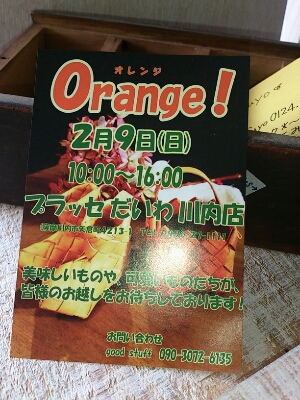 オレンジ
Orange!
2月9日(日)
10:00～16:00
プラッセだいわ川内店
美味しいものや、可愛いものたちが、
皆様のお越しをお待ちしております!
お問い合わせ
good stuff 090-3072-6135